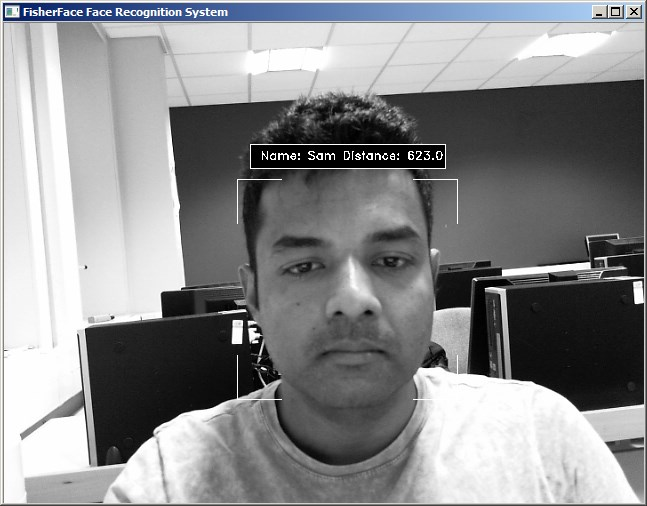 FisherFace Face Recognition System
Name: Sam Distance: 623.0